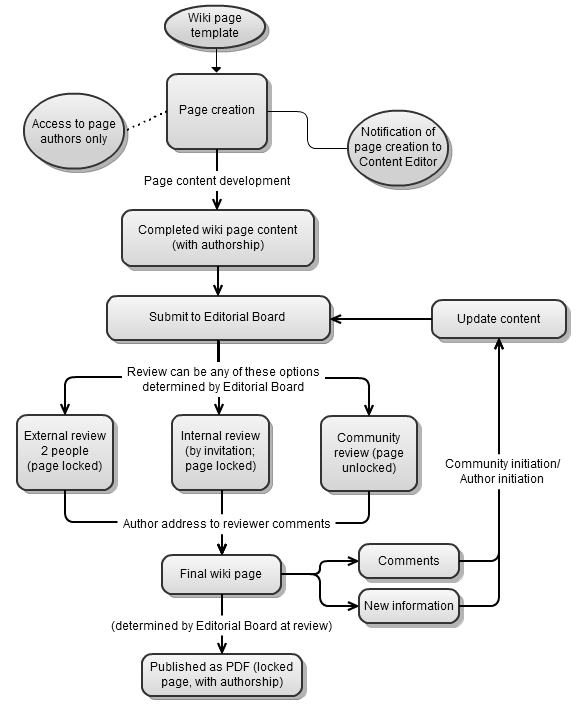 Wiki page
template
Page creation
Access to page
authors only
Notification of
page creation to
Content Editor
Page content development
Completed wiki page content
(with authorship)
Submit to Editorial Board
Update content
Review can be any of these options
determined by Editorial Board
External review
2 people
(page locked)
Internal review
(by invitation;
page locked)
Community
review (page
unlocked)
Community initiation/
Author initiation
Author address to reviewer comments
Final wiki page
Comments
New information
(determined by Editorial Board at review)
Published as PDF (locked
page, with authorship)